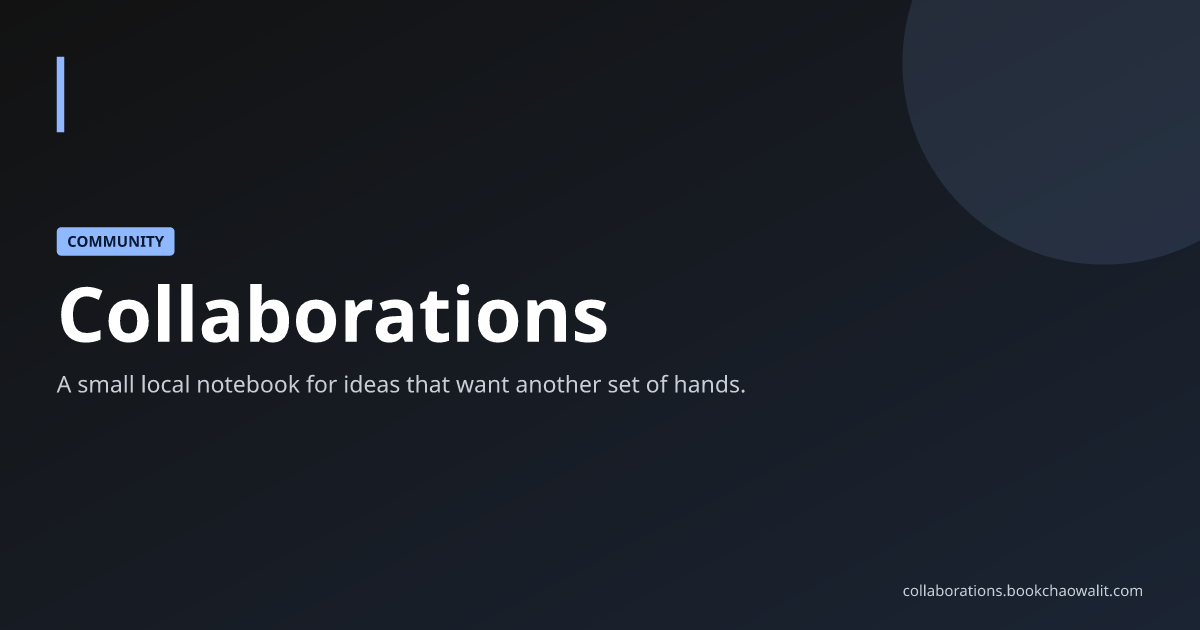 COMMUNITY
Collaborations
A small local notebook for ideas that want another set of hands.
collaborations.bookchaowalit.com